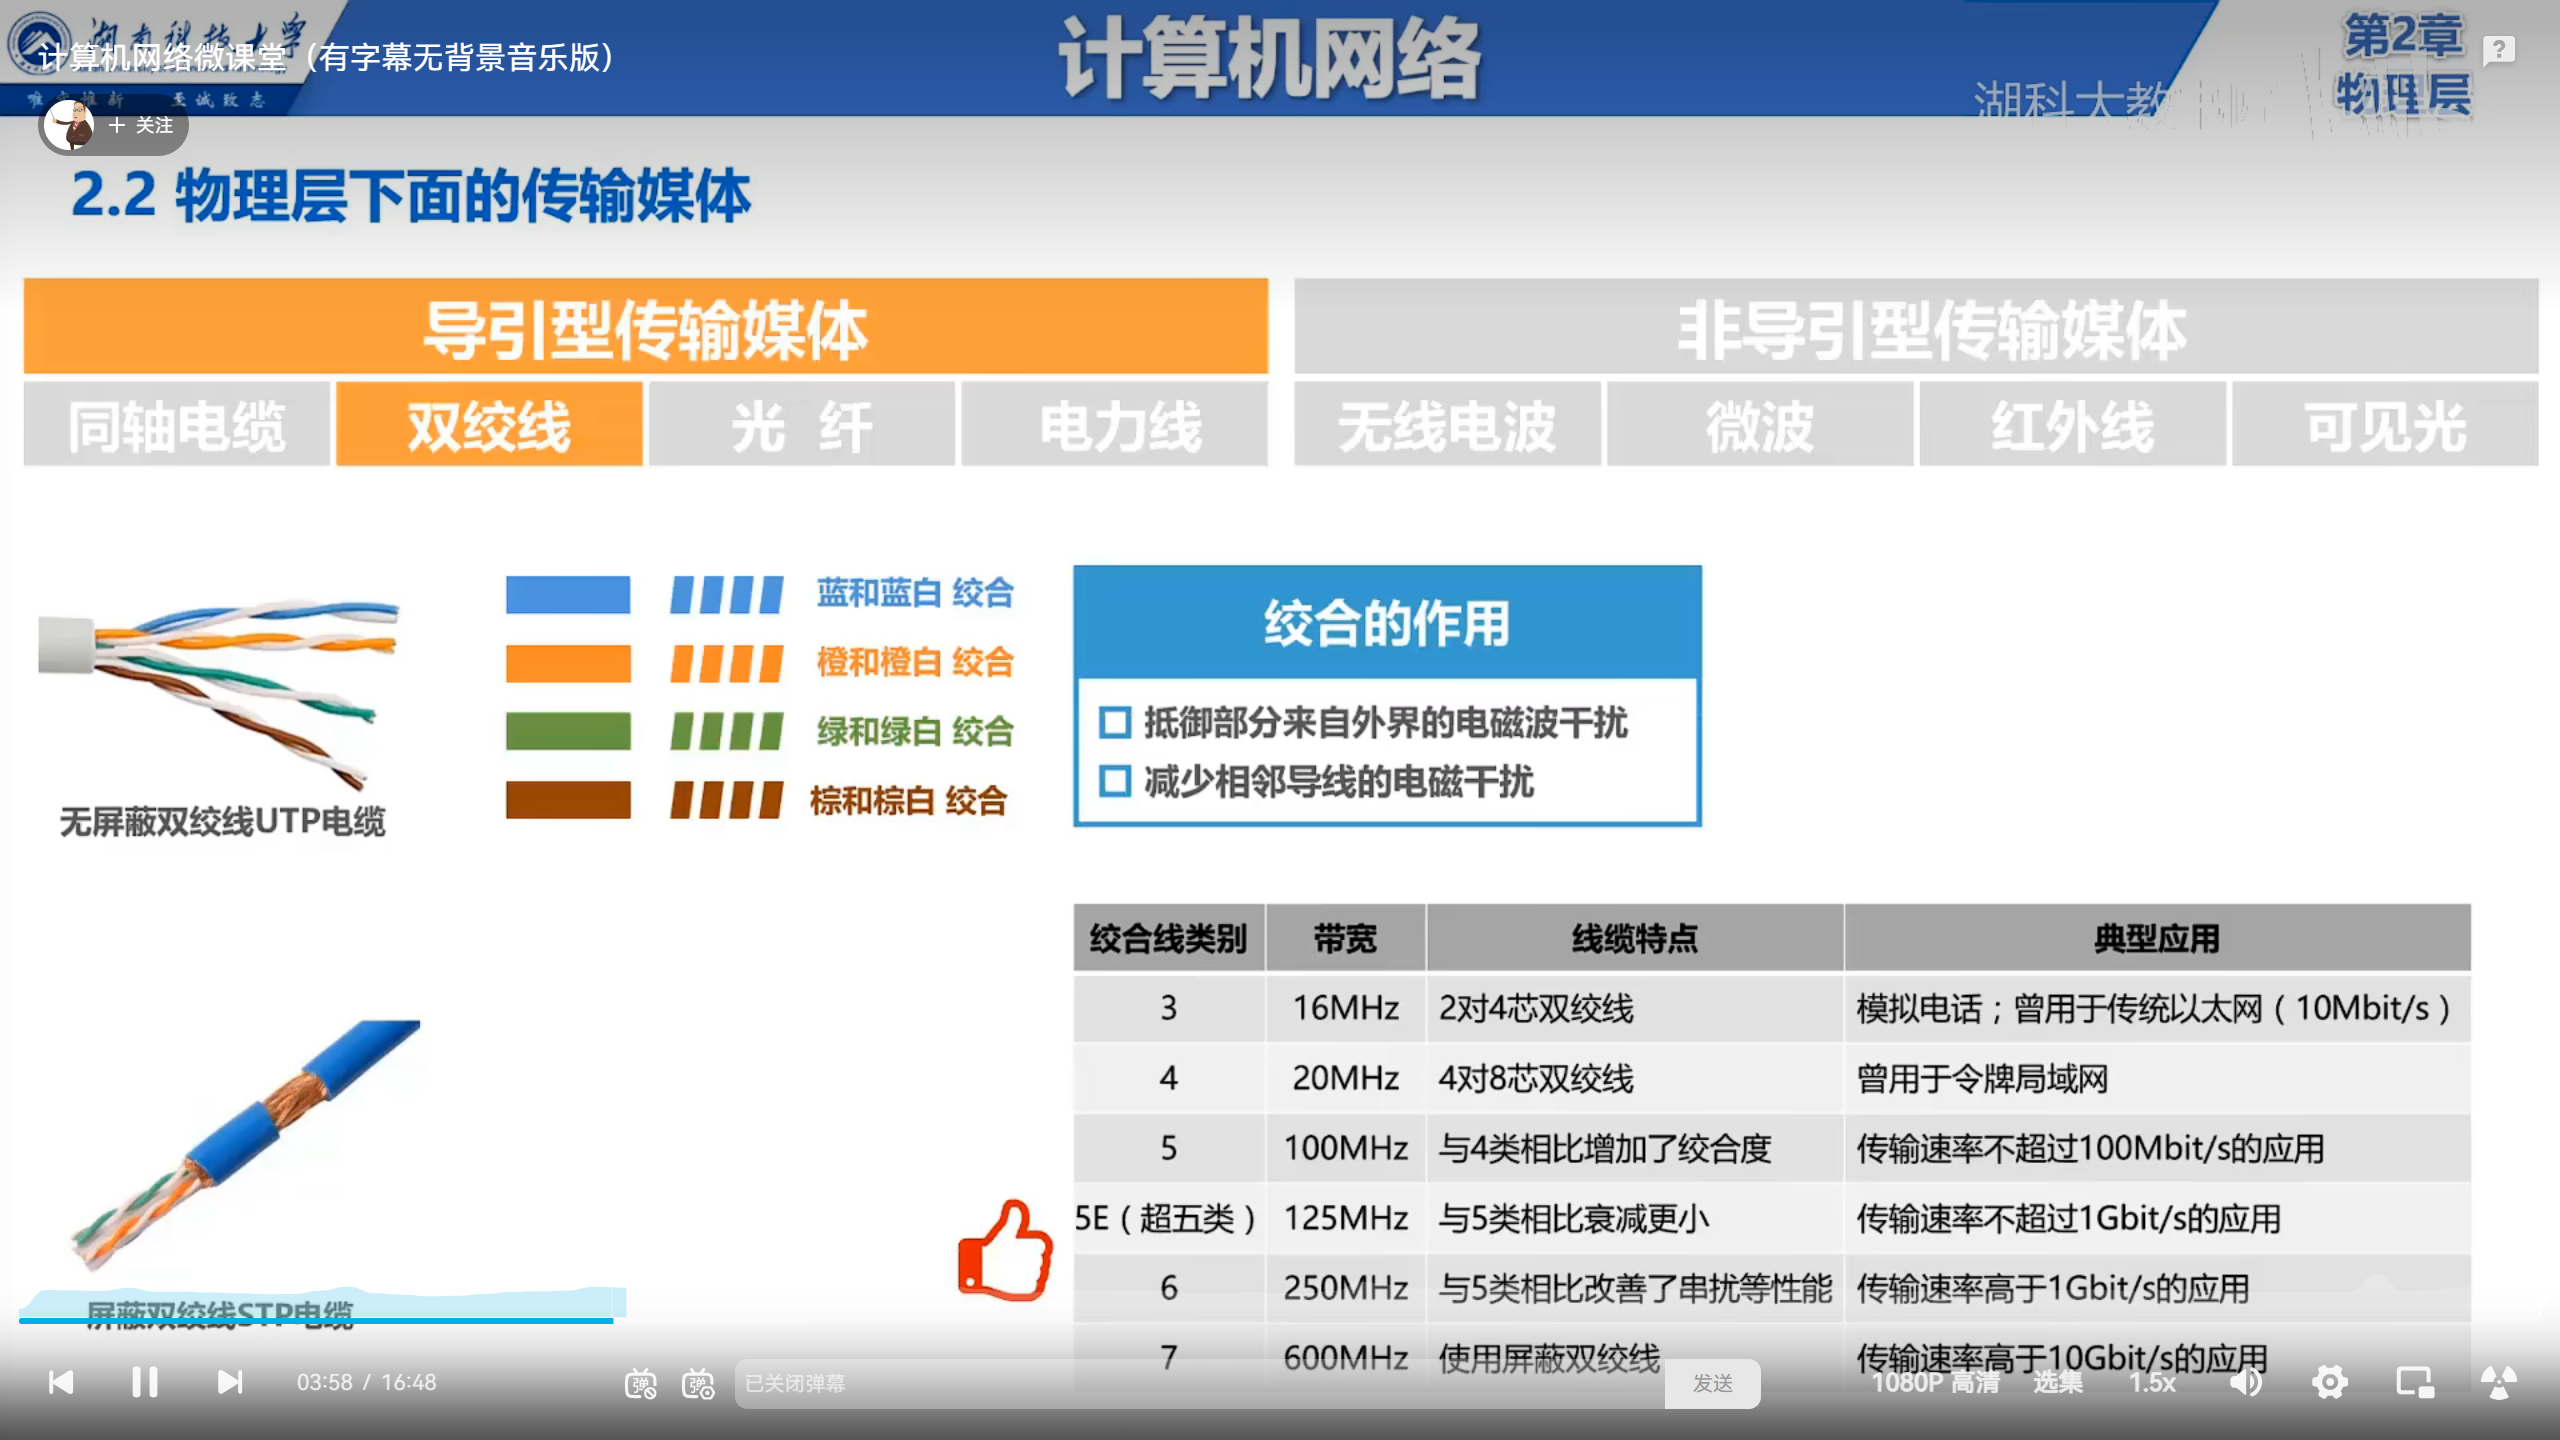 湖南科技大学
计算机网络微课堂（有字幕无背景音乐版）
唯实惟新 至诚致志
＋ 关注
计算机网络
第2章
物理层
湖科大教
2.2 物理层下面的传输媒体
导引型传输媒体
非导引型传输媒体
同轴电缆
双绞线
光 纤
电力线
无线电波
微波
红外线
可见光
蓝和蓝白 绞合
橙和橙白 绞合
绿和绿白 绞合
棕和棕白 绞合
无屏蔽双绞线UTP电缆
绞合的作用
抵御部分来自外界的电磁波干扰
减少相邻导线的电磁干扰
屏蔽双绞线STP电缆
绞合线类别 带宽 线缆特点 典型应用
3 16MHz 2对4芯双绞线 模拟电话；曾用于传统以太网（10Mbit/s）
4 20MHz 4对8芯双绞线 曾用于令牌局域网
5 100MHz 与4类相比增加了绞合度 传输速率不超过100Mbit/s的应用
5E（超五类） 125MHz 与5类相比衰减更小 传输速率不超过1Gbit/s的应用
6 250MHz 与5类相比改善了串扰等性能 传输速率高于1Gbit/s的应用
7 600MHz 使用屏蔽双绞线 传输速率高于10Gbit/s的应用
03:58 / 16:48
弹
弹
已关闭弹幕
发送
1080P 高清
选集
1.5x